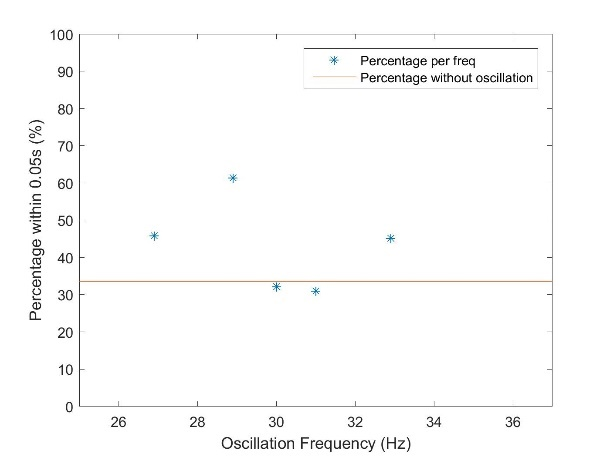 100
90
80
70
60
50
40
30
20
10
0
Percentage within 0.05s (%)
Percentage per freq
Percentage without oscillation
26 28 30 32 34 36
Oscillation Frequency (Hz)